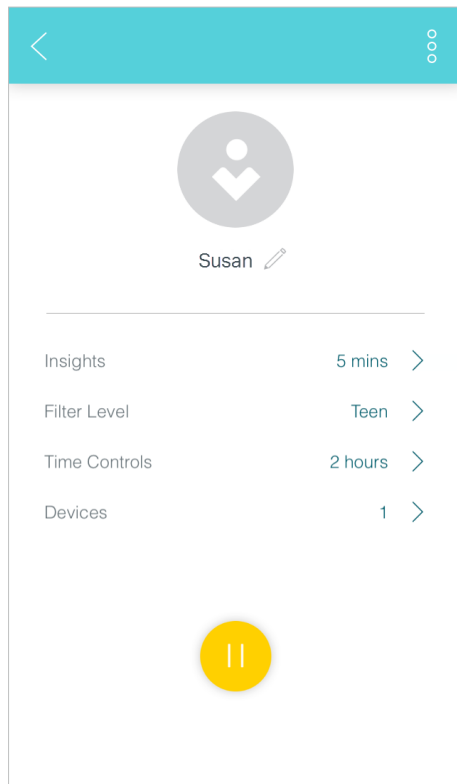 Susan
Insights 5 mins
Filter Level Teen
Time Controls 2 hours
Devices 1